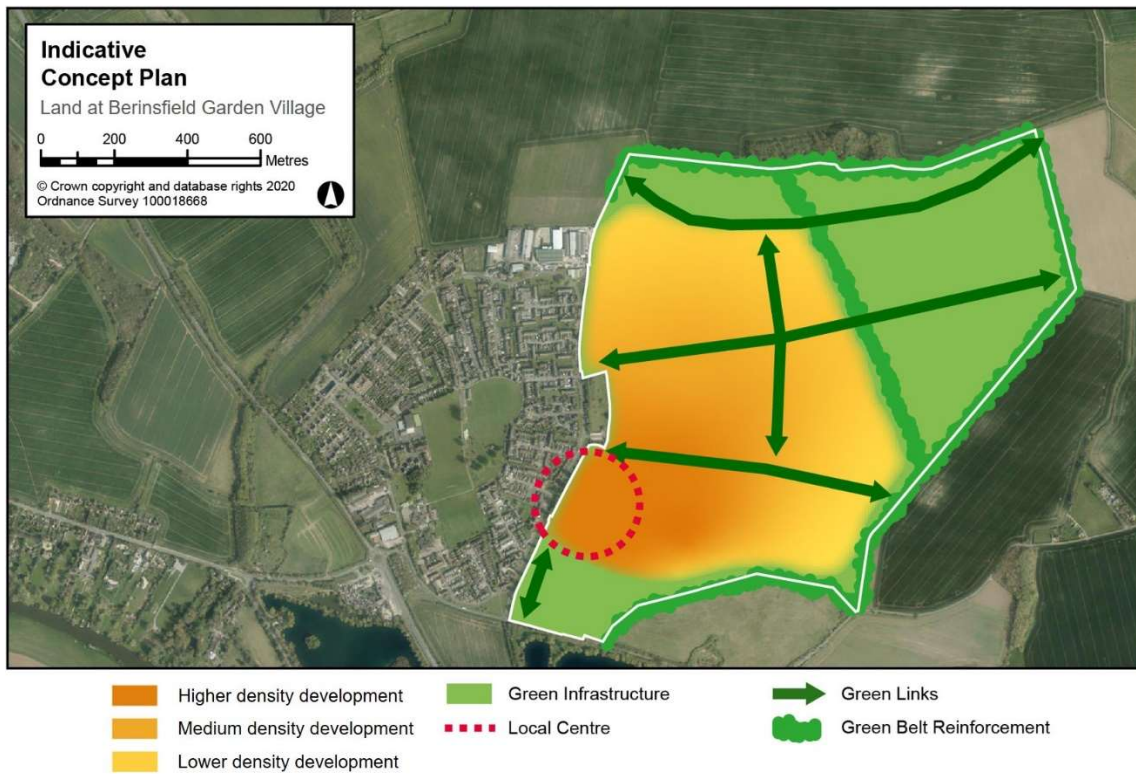 Indicative
Concept Plan
Land at Berinsfield Garden Village
0 200 400 600
Metres
© Crown copyright and database rights 2020
Ordnance Survey 100018668
Higher density development
Medium density development
Lower density development
Green Infrastructure
Local Centre
Green Links
Green Belt Reinforcement